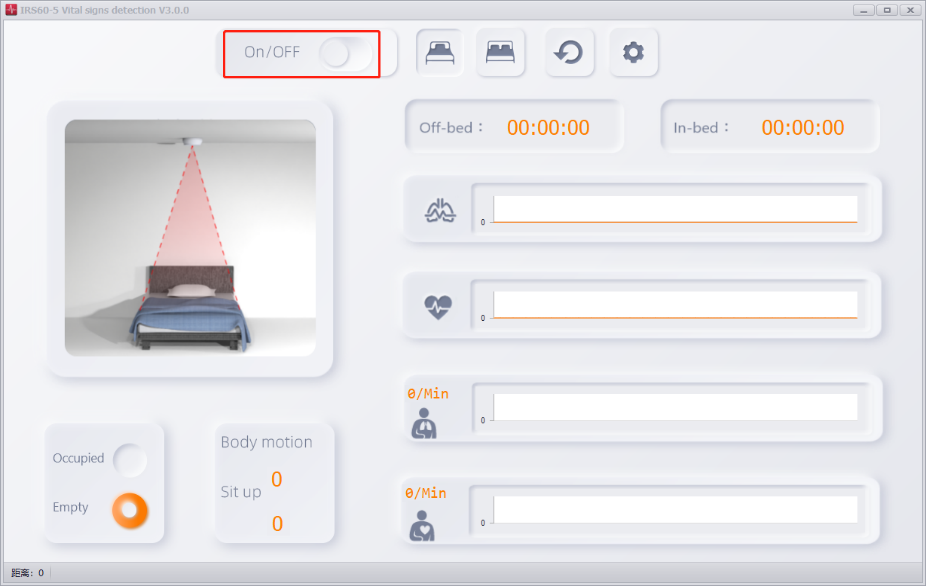 IRS60-5 Vital signs detection V3.0.0
On/OFF
Off-bed： 00:00:00
In-bed： 00:00:00
0
0
0/Min
0
0/Min
0
Occupied
Empty
Body motion
0
Sit up
0
距离: 0